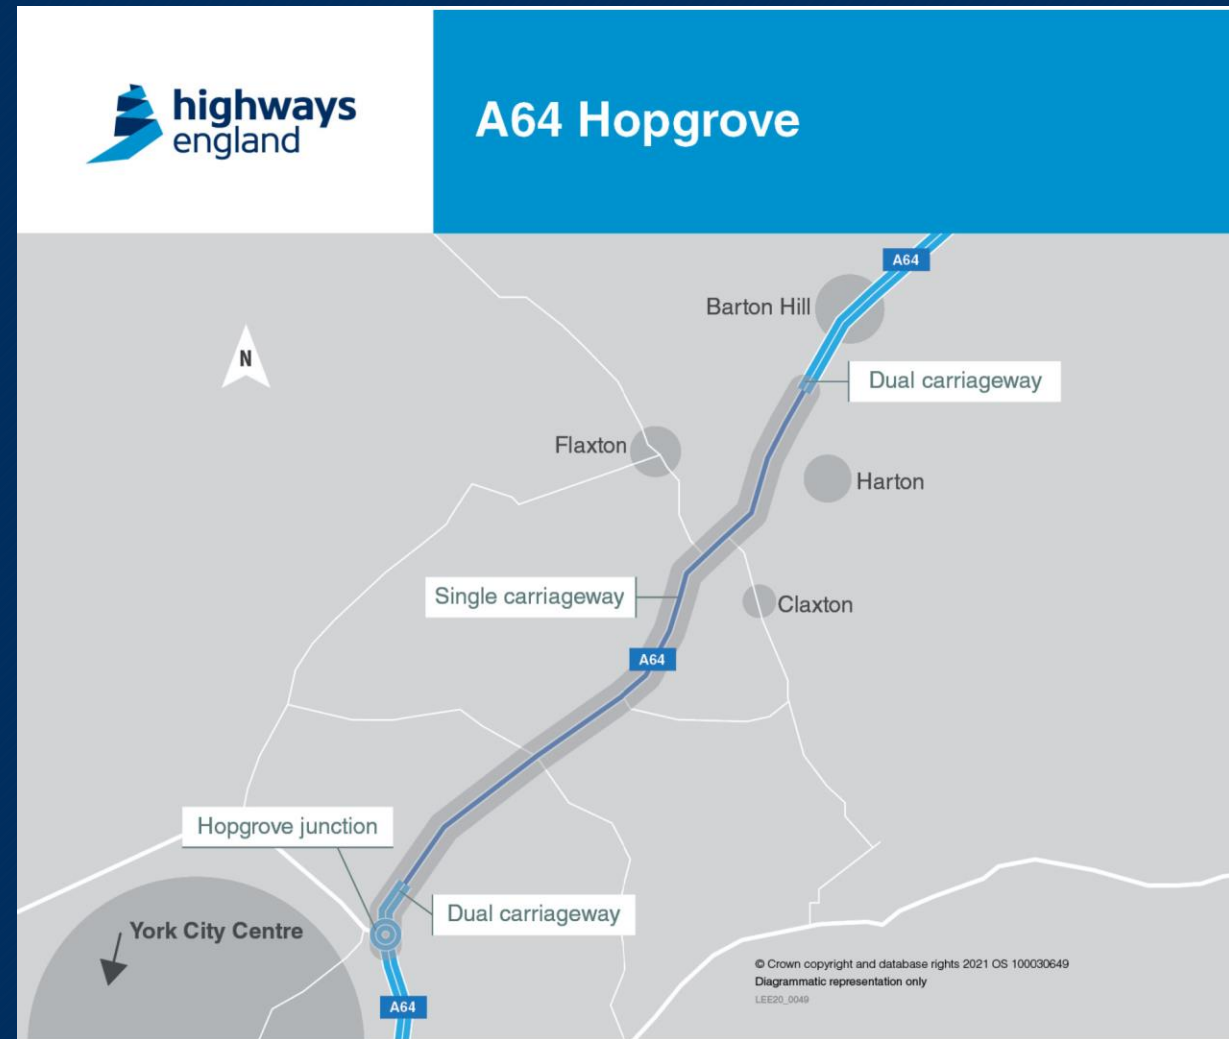 highways
england
A64 Hopgrove
A64
Barton Hill
N
Dual carriageway
Flaxton
Harton
Single carriageway
Claxton
A64
Hopgrove junction
Dual carriageway
York City Centre
© Crown copyright and database rights 2021 OS 100030649
Diagrammatic representation only
LEE20_0049
A64